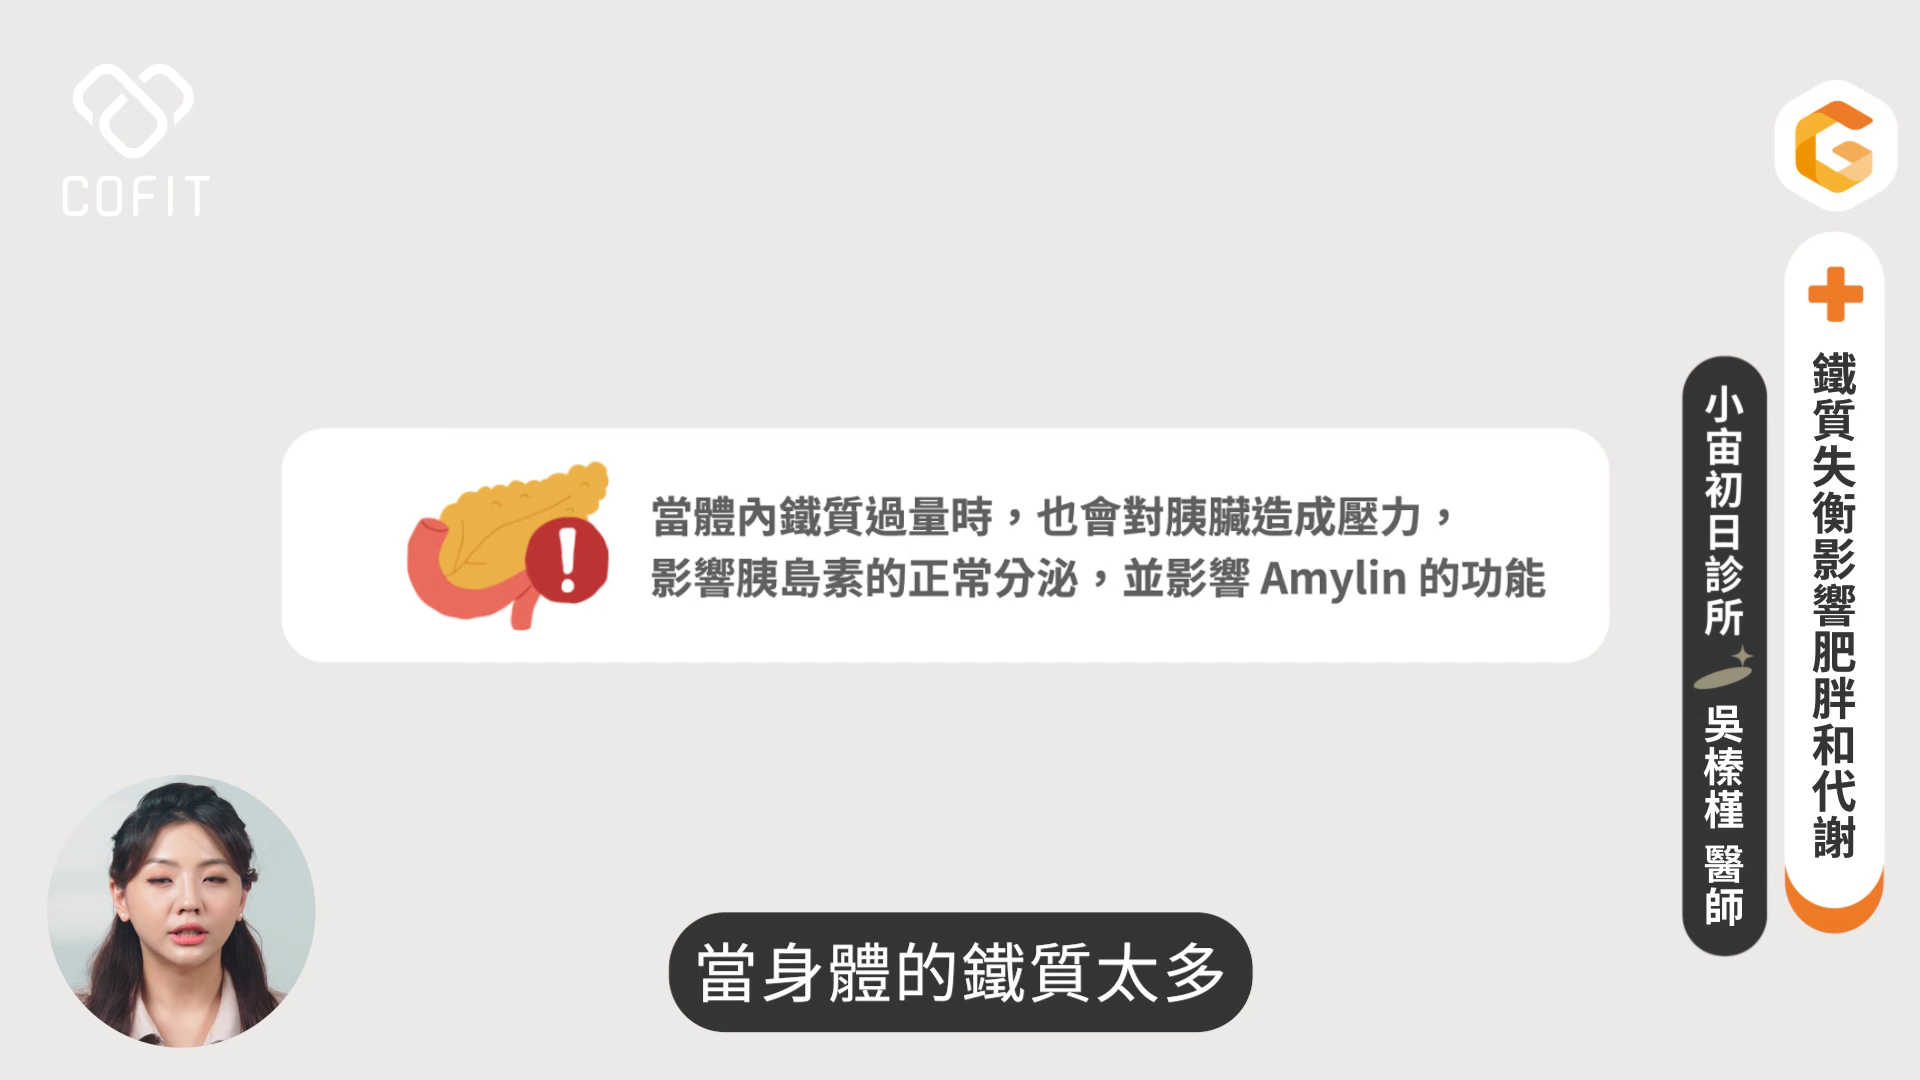 COFIT
當體內鐵質過量時，也會對胰臟造成壓力，
影響胰島素的正常分泌，並影響 Amylin 的功能
鐵質失衡影響肥胖和代謝
小宙初日診所
吳榛槿 醫師
當身體的鐵質太多